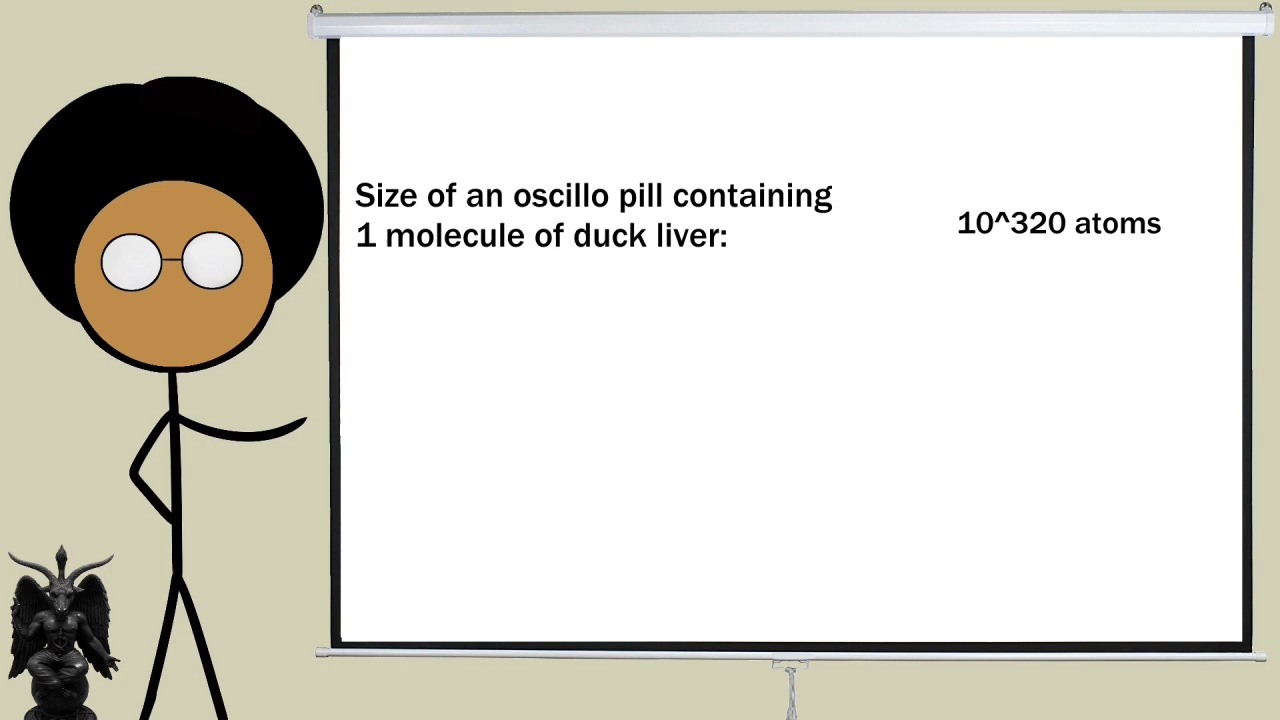 Size of an oscillo pill containing
1 molecule of duck liver:
10^320 atoms